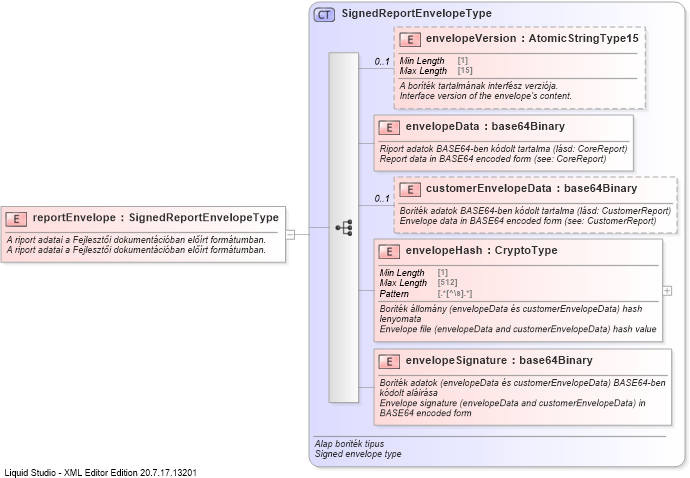 CT SignedReportEnvelopeType
E envelopeVersion : AtomicStringType15
0..1
Min Length [1]
Max Length [15]
A boríték tartalmának interfész verziója.
Interface version of the envelope's content.
E envelopeData : base64Binary
Riport adatok BASE64-ben kódolt tartalma (lásd: CoreReport)
Report data in BASE64 encoded form (see: CoreReport)
E customerEnvelopeData : base64Binary
0..1
Boríték adatok BASE64-ben kódolt tartalma (lásd: CustomerReport)
Envelope data in BASE64 encoded form (see: CustomerReport)
E reportEnvelope : SignedReportEnvelopeType
A riport adatai a Fejlesztői dokumentációban előírt formátumban.
A riport adatai a Fejlesztői dokumentációban előírt formátumban.
E envelopeHash : CryptoType
Min Length [1]
Max Length [512]
Pattern [.*[^\s].*]
Boríték állomány (envelopeData és customerEnvelopeData) hash
lenyomata
Envelope file (envelopeData and customerEnvelopeData) hash value
E envelopeSignature : base64Binary
Boríték adatok (envelopeData és customerEnvelopeData) BASE64-ben
kódolt aláírása
Envelope signature (envelopeData and customerEnvelopeData) in
BASE64 encoded form
Alap boríték típus
Signed envelope type
Liquid Studio - XML Editor Edition 20.7.17.13201